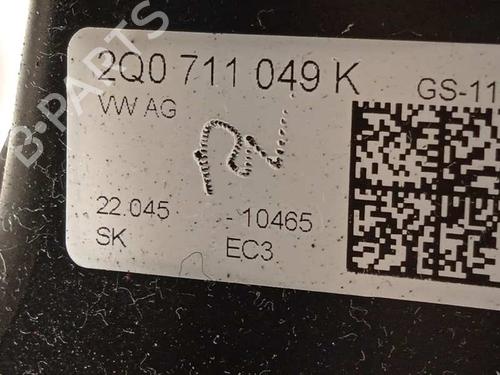 B-PARTS
2Q0 711 049 K GS-11
VW AG
22.045 -10465
SK EC3